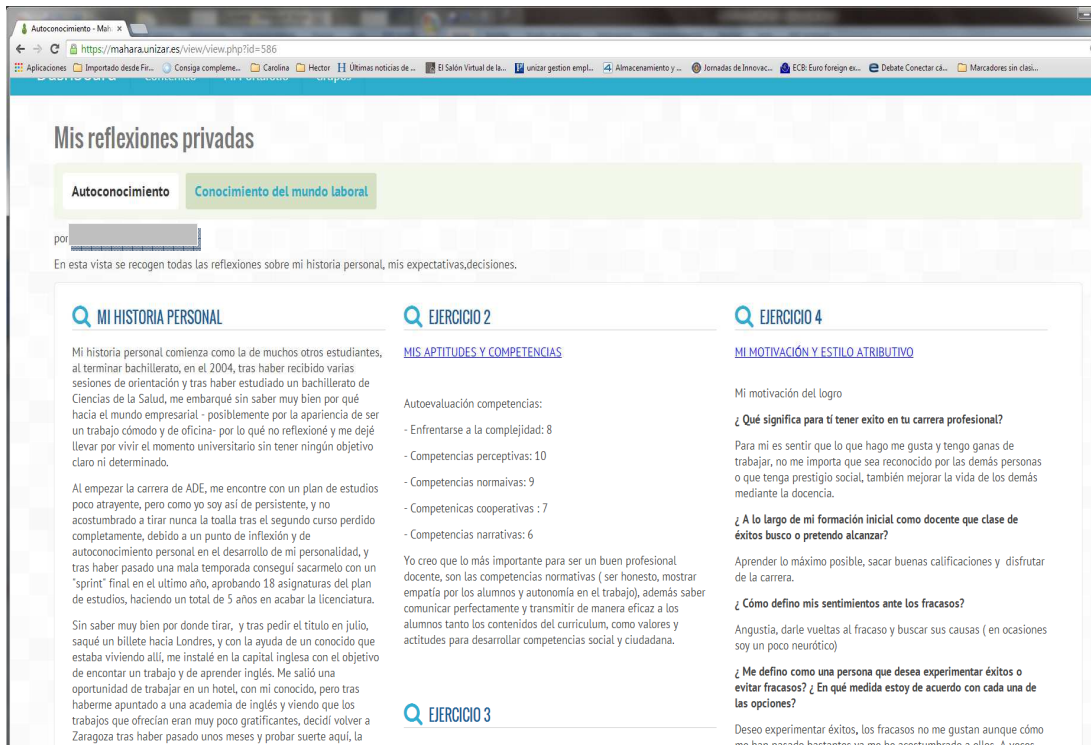 Autoconocimiento - Mah
https://mahara.unizar.es/view/view.php?id=586
Aplicaciones Importado desde Fir... Consiga compleme... Carolina Hector Últimas noticias de ... El Salón Virtual de la... unizar gestion empl... Almacenamiento y ... Jornadas de Innovac... ECB: Euro foreign ex... Debate Conectar cá... Marcadores sin clasi...
Mis reflexiones privadas
Autoconocimiento Conocimiento del mundo laboral
por
En esta vista se recogen todas las reflexiones sobre mi historia personal, mis expectativas,decisiones.
MI HISTORIA PERSONAL
Mi historia personal comienza como la de muchos otros estudiantes,
al terminar bachillerato, en el 2004, tras haber recibido varias
sesiones de orientación y tras haber estudiado un bachillerato de
Ciencias de la Salud, me embarqué sin saber muy bien por qué
hacia el mundo empresarial - posiblemente por la apariencia de ser
un trabajo cómodo y de oficina- por lo qué no reflexioné y me dejé
llevar por vivir el momento universitario sin tener ningún objetivo
claro ni determinado.
Al empezar la carrera de ADE, me encontre con un plan de estudios
poco atrayente, pero como yo soy así de persistente, y no
acostumbrado a tirar nunca la toalla tras el segundo curso perdido
completamente, debido a un punto de inflexión y de
autoconocimiento personal en el desarrollo de mi personalidad, y
tras haber pasado una mala temporada conseguí sacarmelo con un
"sprint" final en el ultimo año, aprobando 18 asignaturas del plan
de estudios, haciendo un total de 5 años en acabar la licenciatura.
Sin saber muy bien por donde tirar, y tras pedir el titulo en julio,
saqué un billete hacia Londres, y con la ayuda de un conocido que
estaba viviendo allí, me instalé en la capital inglesa con el objetivo
de encontar un trabajo y de aprender inglés. Me salió una
oportunidad de trabajar en un hotel, con mi conocido, pero tras
haberme apuntado a una academia de inglés y viendo que los
trabajos que ofrecían eran muy poco gratificantes, decidí volver a
Zaragoza tras haber pasado unos meses y probar suerte aquí, la
EJERCICIO 2
MIS APTITUDES Y COMPETENCIAS
Autoevaluación competencias:
- Enfrentarse a la complejidad: 8
- Competencias perceptivas: 10
- Competencias normaivas: 9
- Competenicas cooperativas : 7
- Competencias narrativas: 6
Yo creo que lo más importante para ser un buen profesional
docente, son las competencias normativas ( ser honesto, mostrar
empatía por los alumnos y autonomía en el trabajo), además saber
comunicar perfectamente y transmitir de manera eficaz a los
alumnos tanto los contenidos del curriculum, como valores y
actitudes para desarrollar competencias social y ciudadana.
EJERCICIO 3
EJERCICIO 4
MI MOTIVACIÓN Y ESTILO ATRIBUTIVO
Mi motivación del logro
¿ Qué significa para tí tener exito en tu carrera profesional?
Para mi es sentir que lo que hago me gusta y tengo ganas de
trabajar, no me importa que sea reconocido por las demás personas
o que tenga prestigio social, también mejorar la vida de los demás
mediante la docencia.
¿ A lo largo de mi formación inicial como docente que clase de
éxitos busco o pretendo alcanzar?
Aprender lo máximo posible, sacar buenas calificaciones y disfrutar
de la carrera.
¿ Cómo defino mis sentimientos ante los fracasos?
Angustia, darle vueltas al fracaso y buscar sus causas ( en ocasiones
soy un poco neurótico)
¿ Me defino como una persona que desea experimentar éxitos o
evitar fracasos? ¿ En qué medida estoy de acuerdo con cada una de
las opciones?
Deseo experimentar éxitos, los fracasos no me gustan aunque cómo